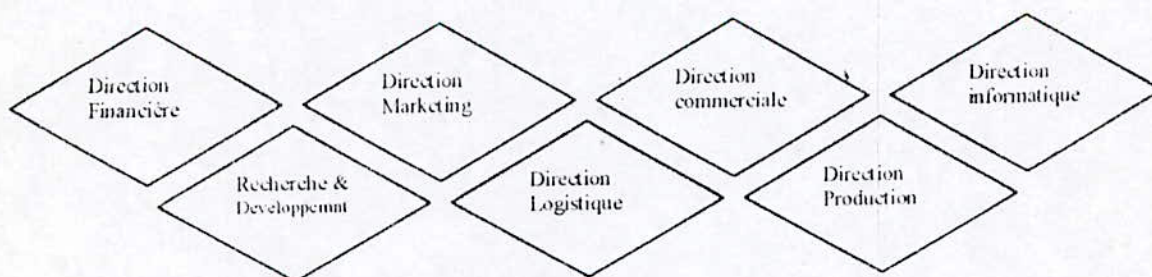 Direction
Financière
Direction
Marketing
Direction
commerciale
Direction
informatique
Recherche &
Developpemnt
Direction
Logistique
Direction
Production